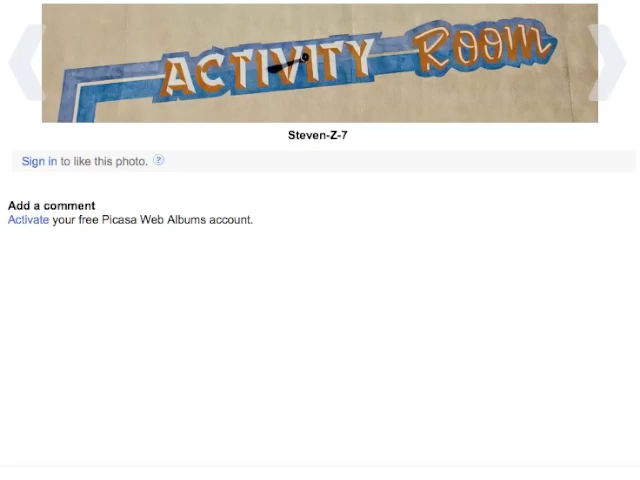 ACTIVITY ROOM
Steven-Z-7
Sign in to like this photo. ?
Add a comment
Activate your free Picasa Web Albums account.